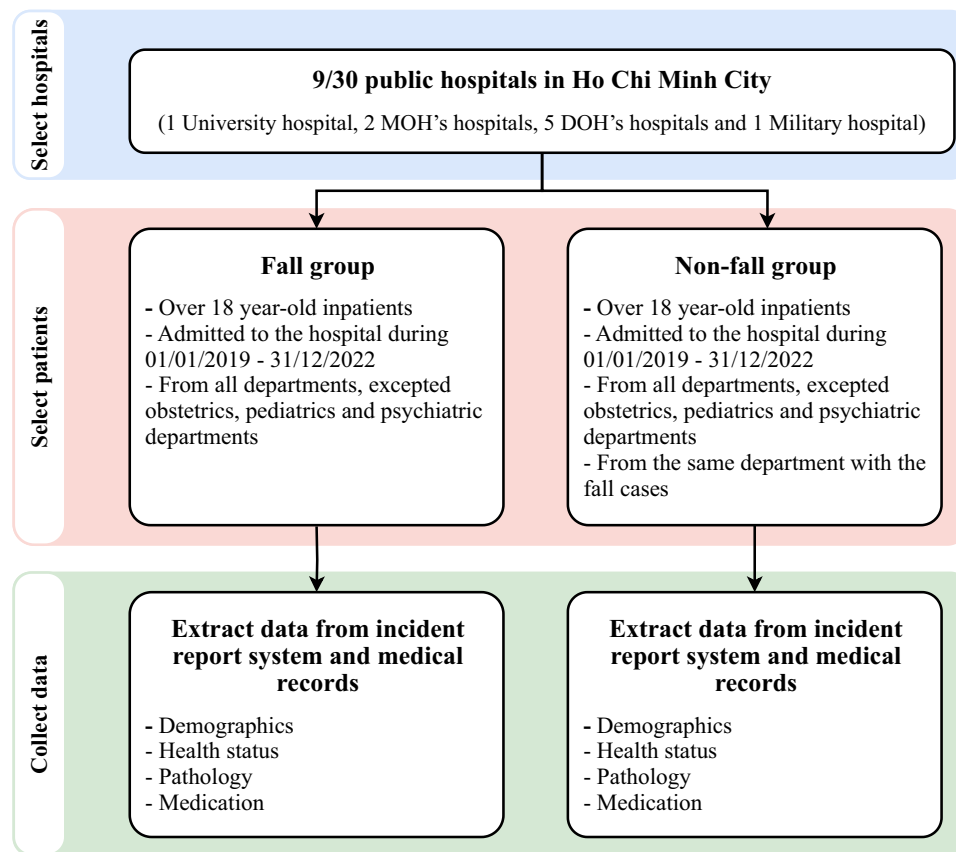 Select hospitals
9/30 public hospitals in Ho Chi Minh City
(1 University hospital, 2 MOH’s hospitals, 5 DOH’s hospitals and 1 Military hospital)
Select patients
Fall group
- Over 18 year-old inpatients
- Admitted to the hospital during
01/01/2019 - 31/12/2022
- From all departments, excepted
obstetrics, pediatrics and psychiatric
departments
Non-fall group
- Over 18 year-old inpatients
- Admitted to the hospital during
01/01/2019 - 31/12/2022
- From all departments, excepted
obstetrics, pediatrics and psychiatric
departments
- From the same department with the
fall cases
Collect data
Extract data from incident
report system and medical
records
- Demographics
- Health status
- Pathology
- Medication
Extract data from incident
report system and medical
records
- Demographics
- Health status
- Pathology
- Medication